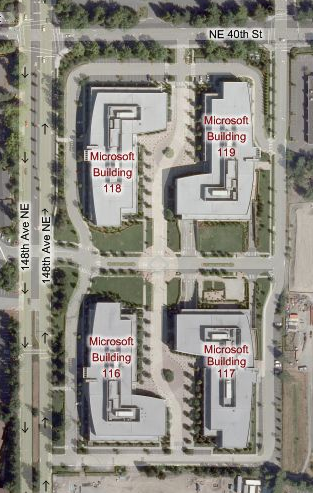 NE 40th St
Microsoft
Building
119
Microsoft
Building
118
148th Ave NE
148th Ave NE
Microsoft
Building
116
Microsoft
Building
117